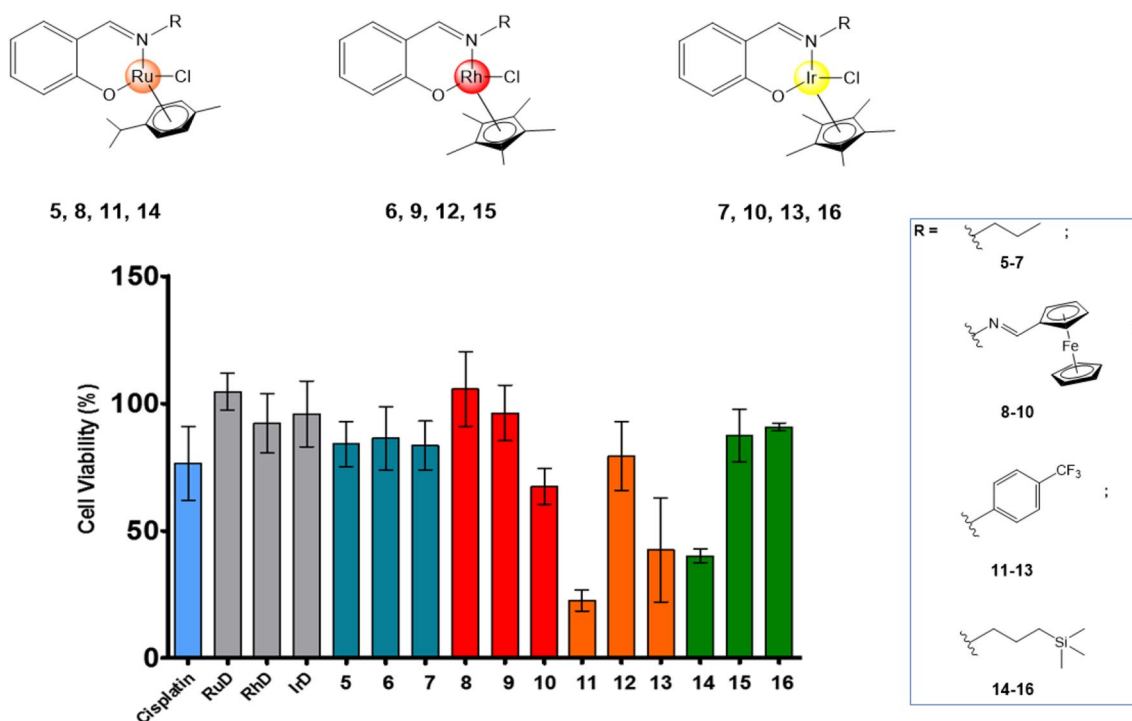 R
N
Ru
Cl
O
5, 8, 11, 14
R
N
Rh
Cl
O
6, 9, 12, 15
R
N
Ir
Cl
O
7, 10, 13, 16
R =
;
5-7
N
Fe
8-10
CF3
;
11-13
Si
14-16
Cell Viability (%)
150
100
50
0
Cisplatin RuD RhD IrD 5 6 7 8 9 10 11 12 13 14 15 16